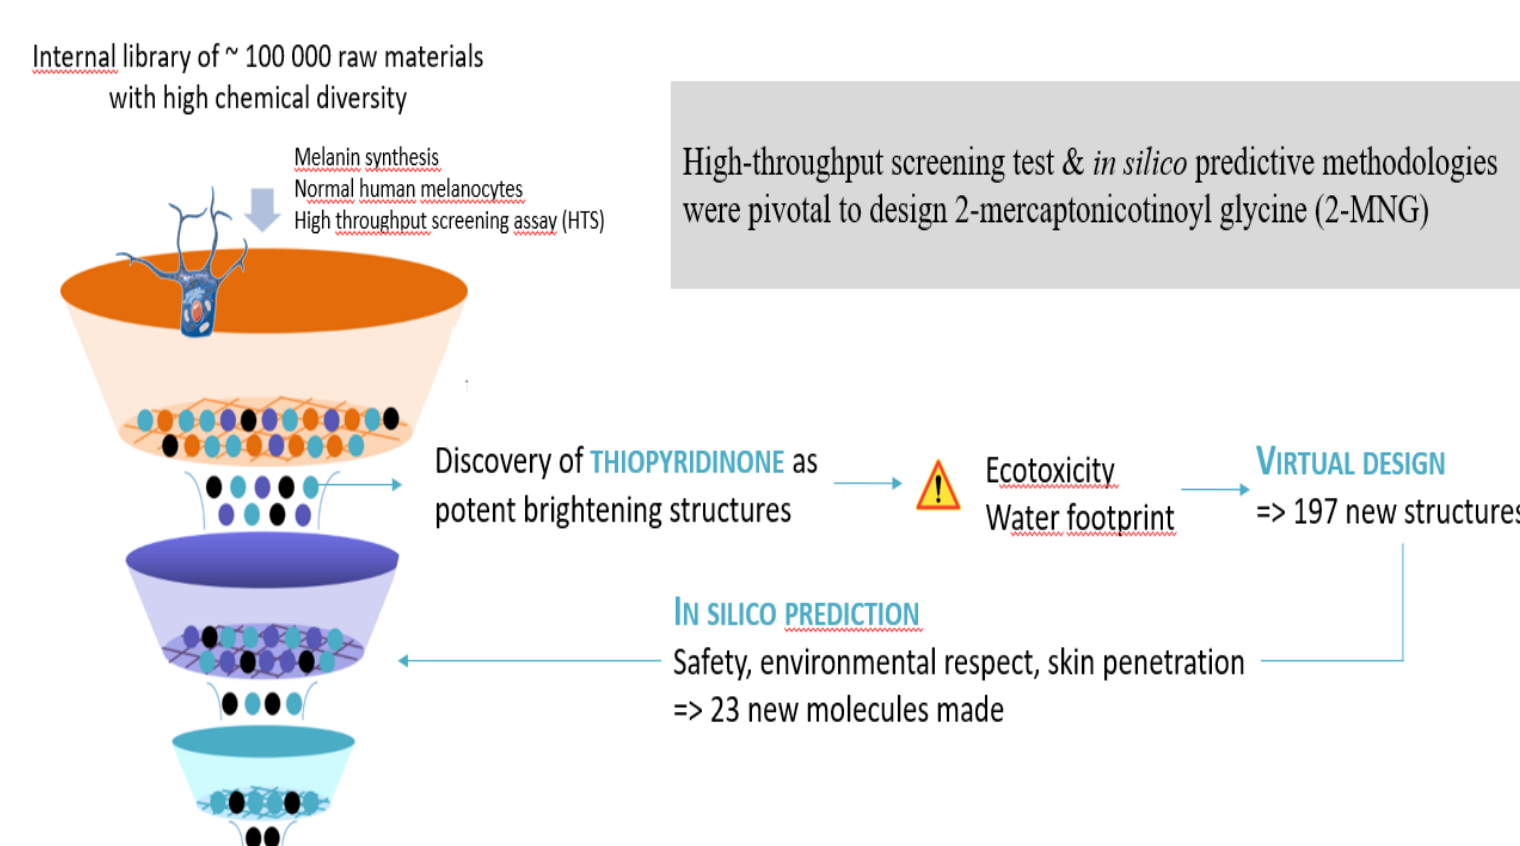 Internal library of ~ 100 000 raw materials
with high chemical diversity
Melanin synthesis
Normal human melanocytes
High throughput screening assay (HTS)
High-throughput screening test & in silico predictive methodologies
were pivotal to design 2-mercaptonicotinoyl glycine (2-MNG)
Discovery of THIOPYRIDINONE as
potent brightening structures
!
Ecotoxicity
Water footprint
VIRTUAL DESIGN
=> 197 new structures
IN SILICO PREDICTION
Safety, environmental respect, skin penetration
=> 23 new molecules made